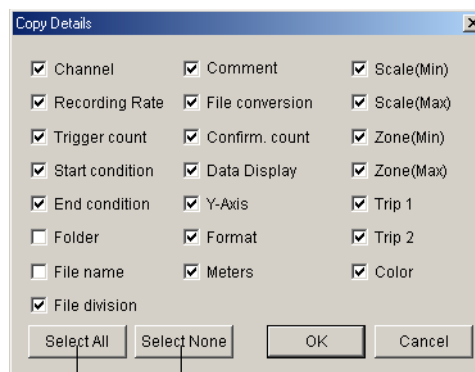 Copy Details
Channel
Comment
Scale(Min)
Recording Rate
File conversion
Scale(Max)
Trigger count
Confirm. count
Zone(Min)
Start condition
Data Display
Zone(Max)
End condition
Y-Axis
Trip 1
Folder
Format
Trip 2
File name
Meters
Color
File division
Select All
Select None
OK
Cancel